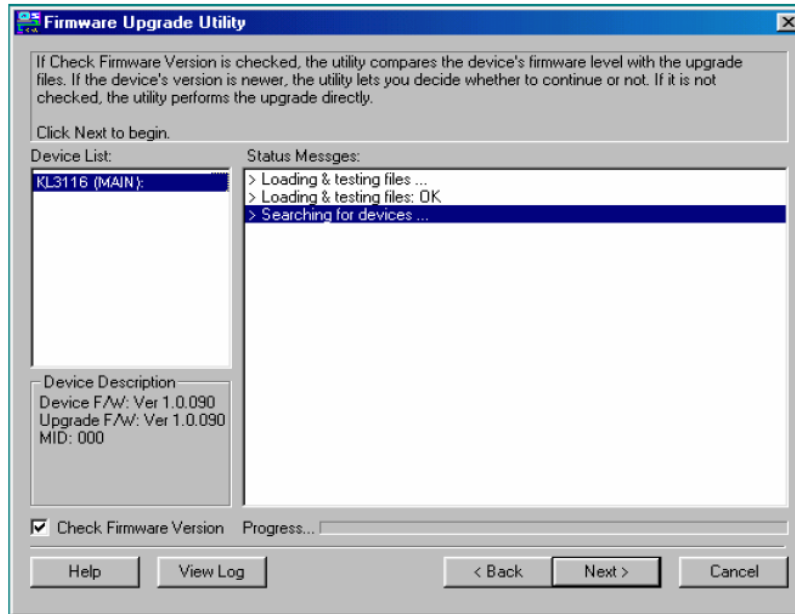 Firmware Upgrade Utility
If Check Firmware Version is checked, the utility compares the device's firmware level with the upgrade
files. If the device's version is newer, the utility lets you decide whether to continue or not. If it is not
checked, the utility performs the upgrade directly.
Click Next to begin.
Device List:
KL3116 (MAIN):
Status Messges:
> Loading & testing files ...
> Loading & testing files: OK
> Searching for devices ...
Device Description
Device F/W: Ver 1.0.090
Upgrade F/W: Ver 1.0.090
MID: 000
Check Firmware Version
Progress...
Help
View Log
< Back
Next >
Cancel